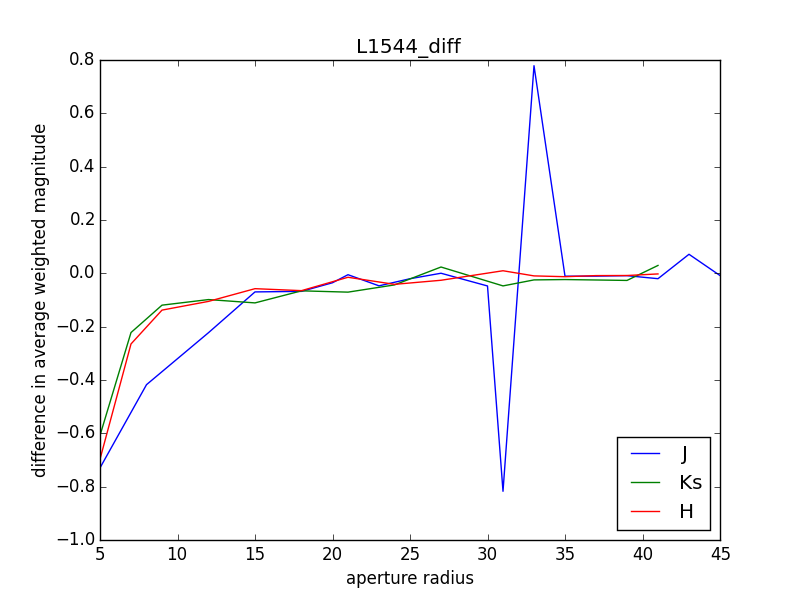 L1544_diff
difference in average weighted magnitude
0.8
0.6
0.4
0.2
0.0
−0.2
−0.4
−0.6
−0.8
−1.0
5 10 15 20 25 30 35 40 45
aperture radius
J
Ks
H